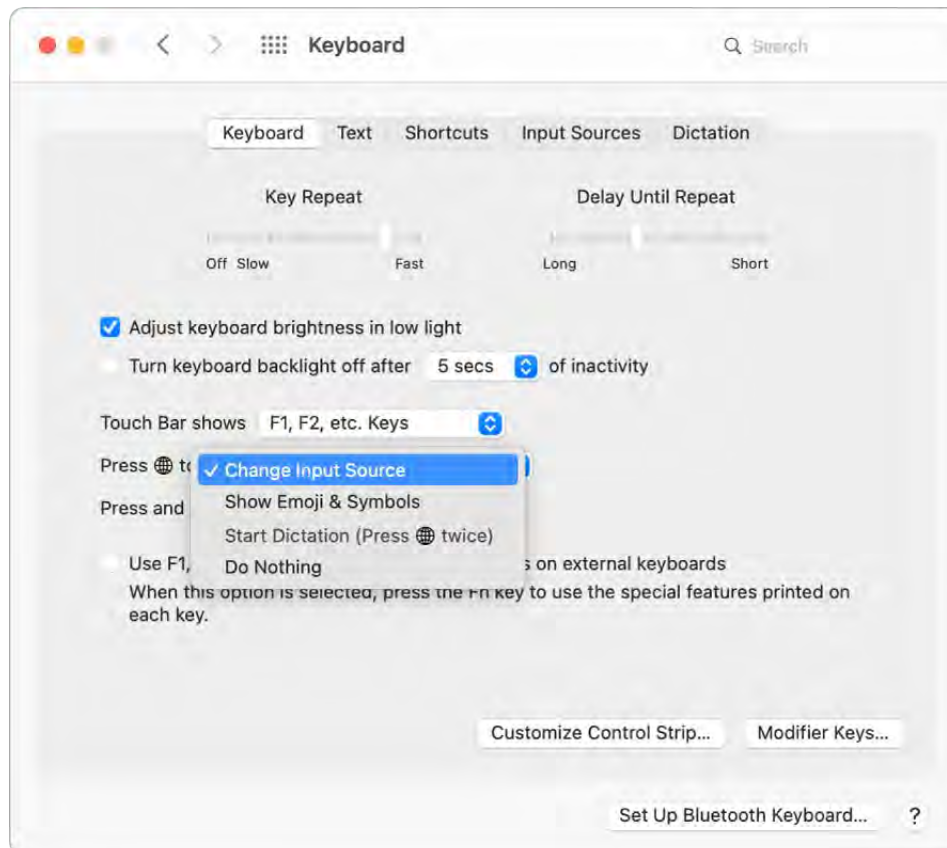 Keyboard
Search
Keyboard Text Shortcuts Input Sources Dictation
Key Repeat Delay Until Repeat
Off Slow Fast Long Short
Adjust keyboard brightness in low light
Turn keyboard backlight off after 5 secs of inactivity
Touch Bar shows F1, F2, etc. Keys
Press to
Change Input Source
Show Emoji & Symbols
Press and
Start Dictation (Press twice)
Do Nothing
Use F1, on external keyboards
When this option is selected, press the Fn key to use the special features printed on
each key.
Customize Control Strip... Modifier Keys...
Set Up Bluetooth Keyboard... ?